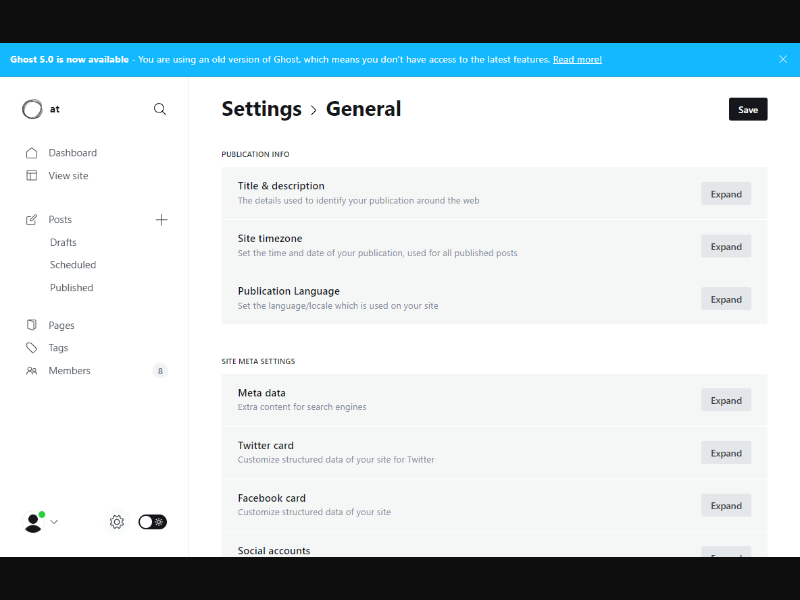 Ghost 5.0 is now available - You are using an old version of Ghost, which means you don't have access to the latest features. Read more!
at
Dashboard
View site
Posts
Drafts
Scheduled
Published
Pages
Tags
Members 8
Settings › General
Save
PUBLICATION INFO
Title & description
The details used to identify your publication around the web
Expand
Site timezone
Set the time and date of your publication, used for all published posts
Expand
Publication Language
Set the language/locale which is used on your site
Expand
SITE META SETTINGS
Meta data
Extra content for search engines
Expand
Twitter card
Customize structured data of your site for Twitter
Expand
Facebook card
Customize structured data of your site
Expand
Social accounts
Expand